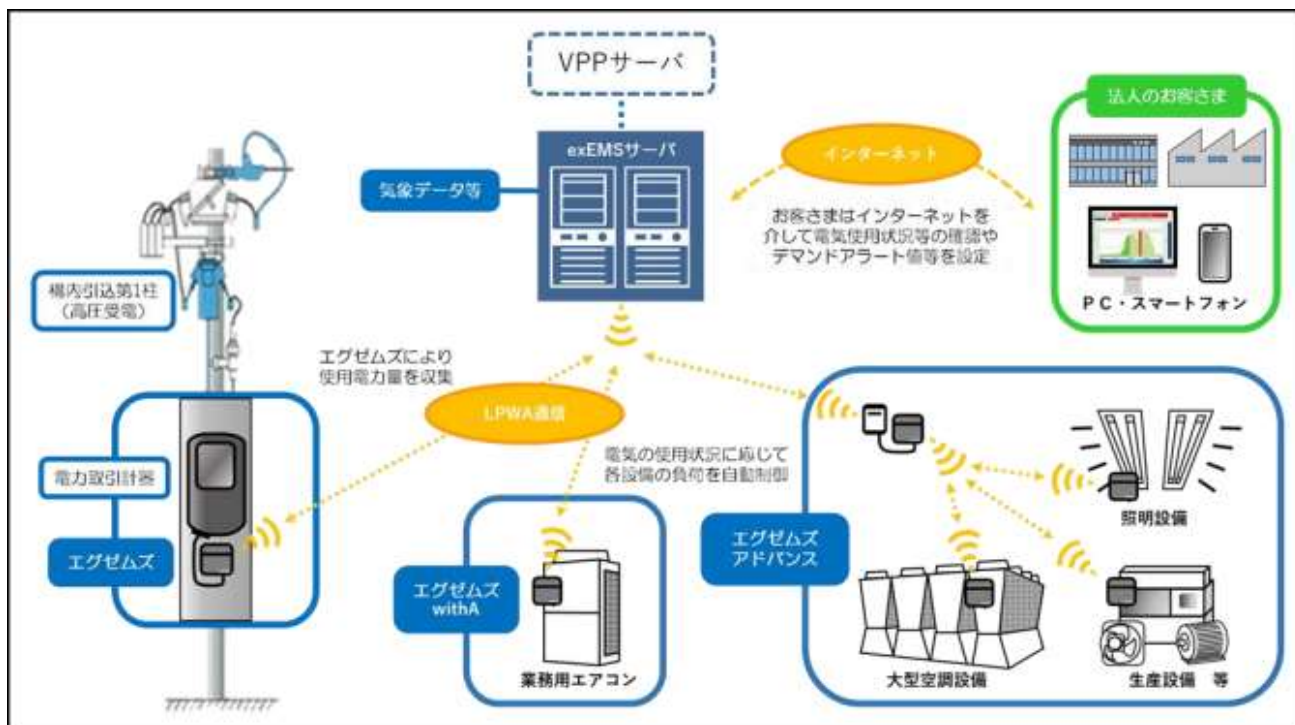 VPPサーバ
exEMSサーバ
気象データ等
インターネット
お客さまはインターネットを
介して電気使用状況等の確認や
デマンドアラート値等を設定
法人のお客さま
PC・スマートフォン
構内引込第1柱
(高圧受電)
エグゼムズにより
使用電力量を収集
LPWA通信
電気の使用状況に応じて
各設備の負荷を自動制御
電力取引計器
エグゼムズ
エグゼムズ
withA
業務用エアコン
エグゼムズ
アドバンス
照明設備
大型空調設備
生産設備 等